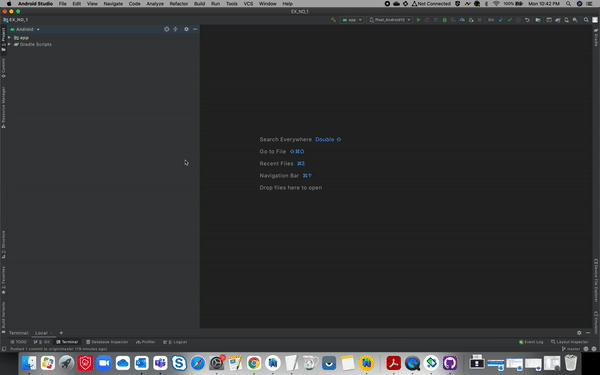 Android Studio File Edit View Navigate Code Analyze Refactor Build Run Tools VCS Window Help Not Connected 100% Mon 10:42 PM
EX_NO_1
EX_NO_1 app Pixel_Android10 Git:
Android
app
Gradle Scripts
Project
Commit
Resource Manager
Structure
Favorites
Build Variants
Gradle
Device File Explorer
Emulator
Search Everywhere Double ⇧
Go to File ⇧⌘O
Recent Files ⌘E
Navigation Bar ⌘↑
Drop files here to open
Terminal: Local +
TODO Git Terminal Database Inspector Profiler Logcat Event Log Layout Inspector
Pushed 1 commit to origin/master (19 minutes ago) master